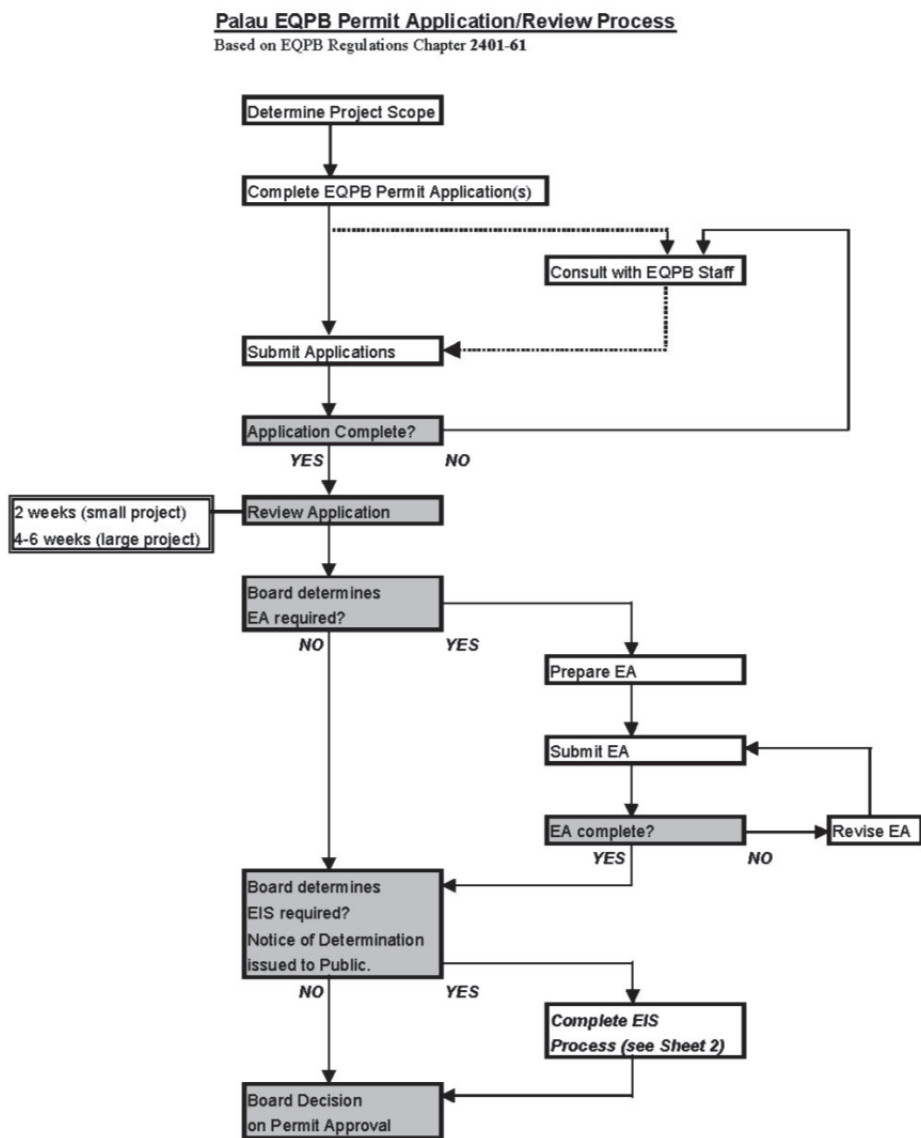 Palau EQPB Permit Application/Review Process
Based on EQPB Regulations Chapter 2401-61
Determine Project Scope
Complete EQPB Permit Application(s)
Consult with EQPB Staff
Submit Applications
Application Complete?
YES
NO
2 weeks (small project)
4-6 weeks (large project)
Review Application
Board determines
EA required?
NO
YES
Prepare EA
Submit EA
EA complete?
Revise EA
YES
NO
Board determines
EIS required?
Notice of Determination
issued to Public.
NO
YES
Complete EIS
Process (see Sheet 2)
Board Decision
on Permit Approval